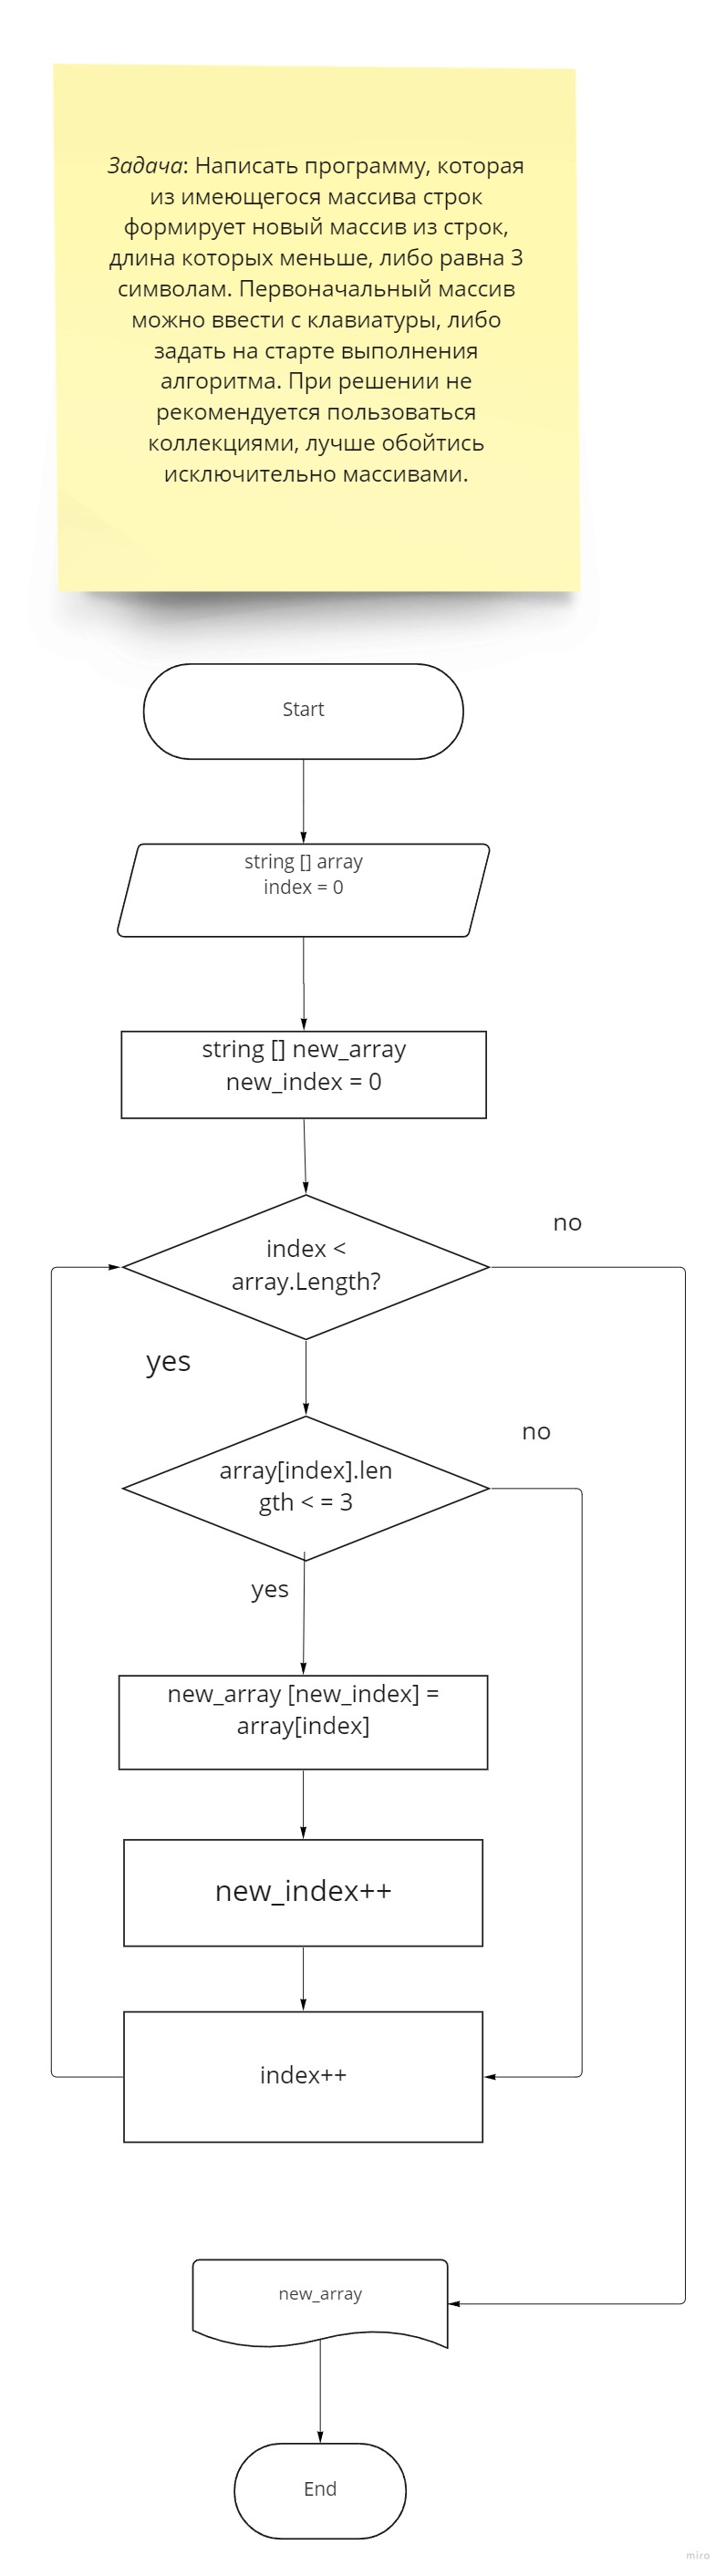 Задача: Написать программу, которая
из имеющегося массива строк
формирует новый массив из строк,
длина которых меньше, либо равна 3
символам. Первоначальный массив
можно ввести с клавиатуры, либо
задать на старте выполнения
алгоритма. При решении не
рекомендуется пользоваться
коллекциями, лучше обойтись
исключительно массивами.
Start
string [] array
index = 0
string [] new_array
new_index = 0
no
index <
array.Length?
yes
no
array[index].len
gth < = 3
yes
new_array [new_index] =
array[index]
new_index++
index++
new_array
End
miro